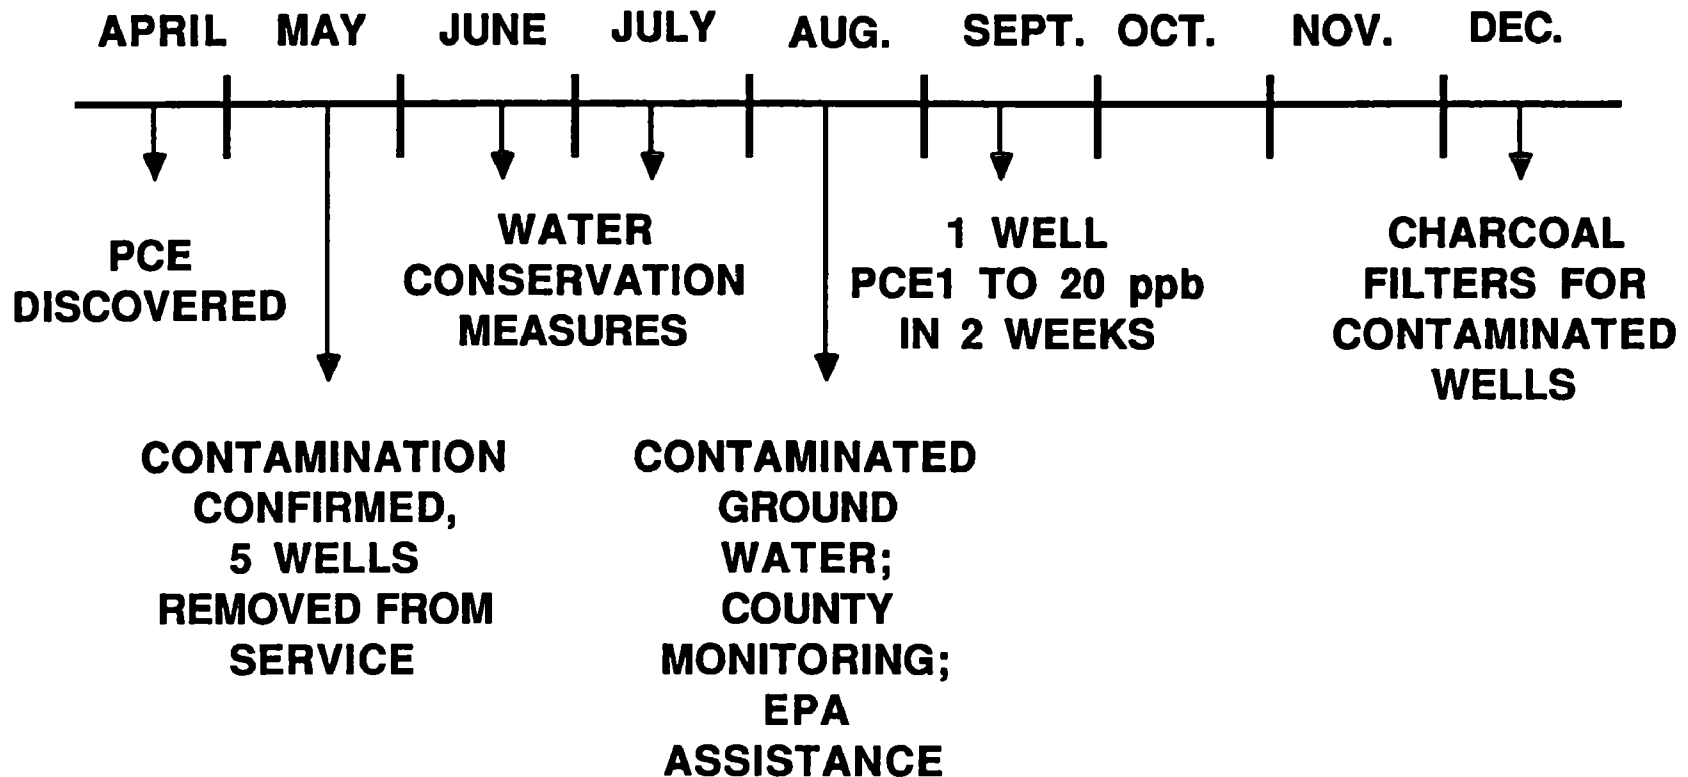 APRIL MAY JUNE JULY AUG. SEPT. OCT. NOV. DEC.
PCE
DISCOVERED
WATER
CONSERVATION
MEASURES
1 WELL
PCE1 TO 20 ppb
IN 2 WEEKS
CHARCOAL
FILTERS FOR
CONTAMINATED
WELLS
CONTAMINATION
CONFIRMED,
5 WELLS
REMOVED FROM
SERVICE
CONTAMINATED
GROUND
WATER;
COUNTY
MONITORING;
EPA
ASSISTANCE